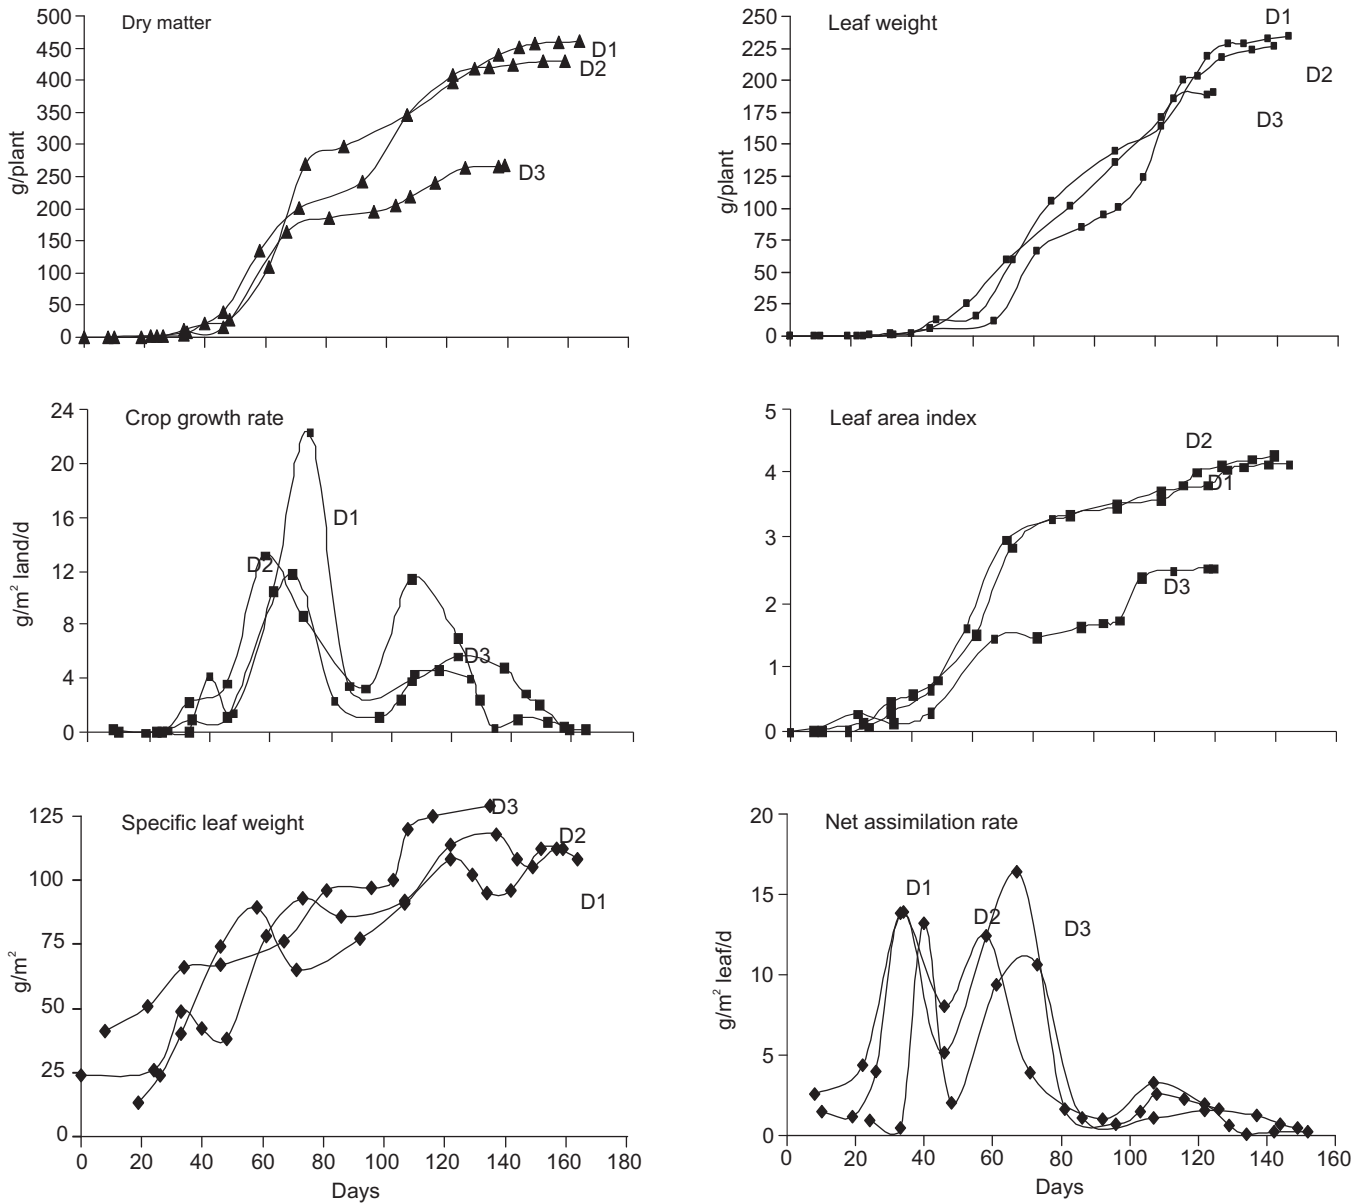 Dry matter
500
450
400
350
300
250
200
150
100
50
0
g/plant
D1
D2
D3
Leaf weight
250
225
200
175
150
125
100
75
50
25
0
g/plant
D1
D2
D3
Crop growth rate
24
20
16
12
8
4
0
g/m² land/d
D1
D2
D3
Leaf area index
5
4
3
2
1
0
D2
D1
D3
Specific leaf weight
125
100
75
50
25
0
g/m²
D3
D2
D1
0 20 40 60 80 100 120 140 160 180
Days
Net assimilation rate
20
15
10
5
0
g/m² leaf/d
D1
D2
D3
0 20 40 60 80 100 120 140 160
Days